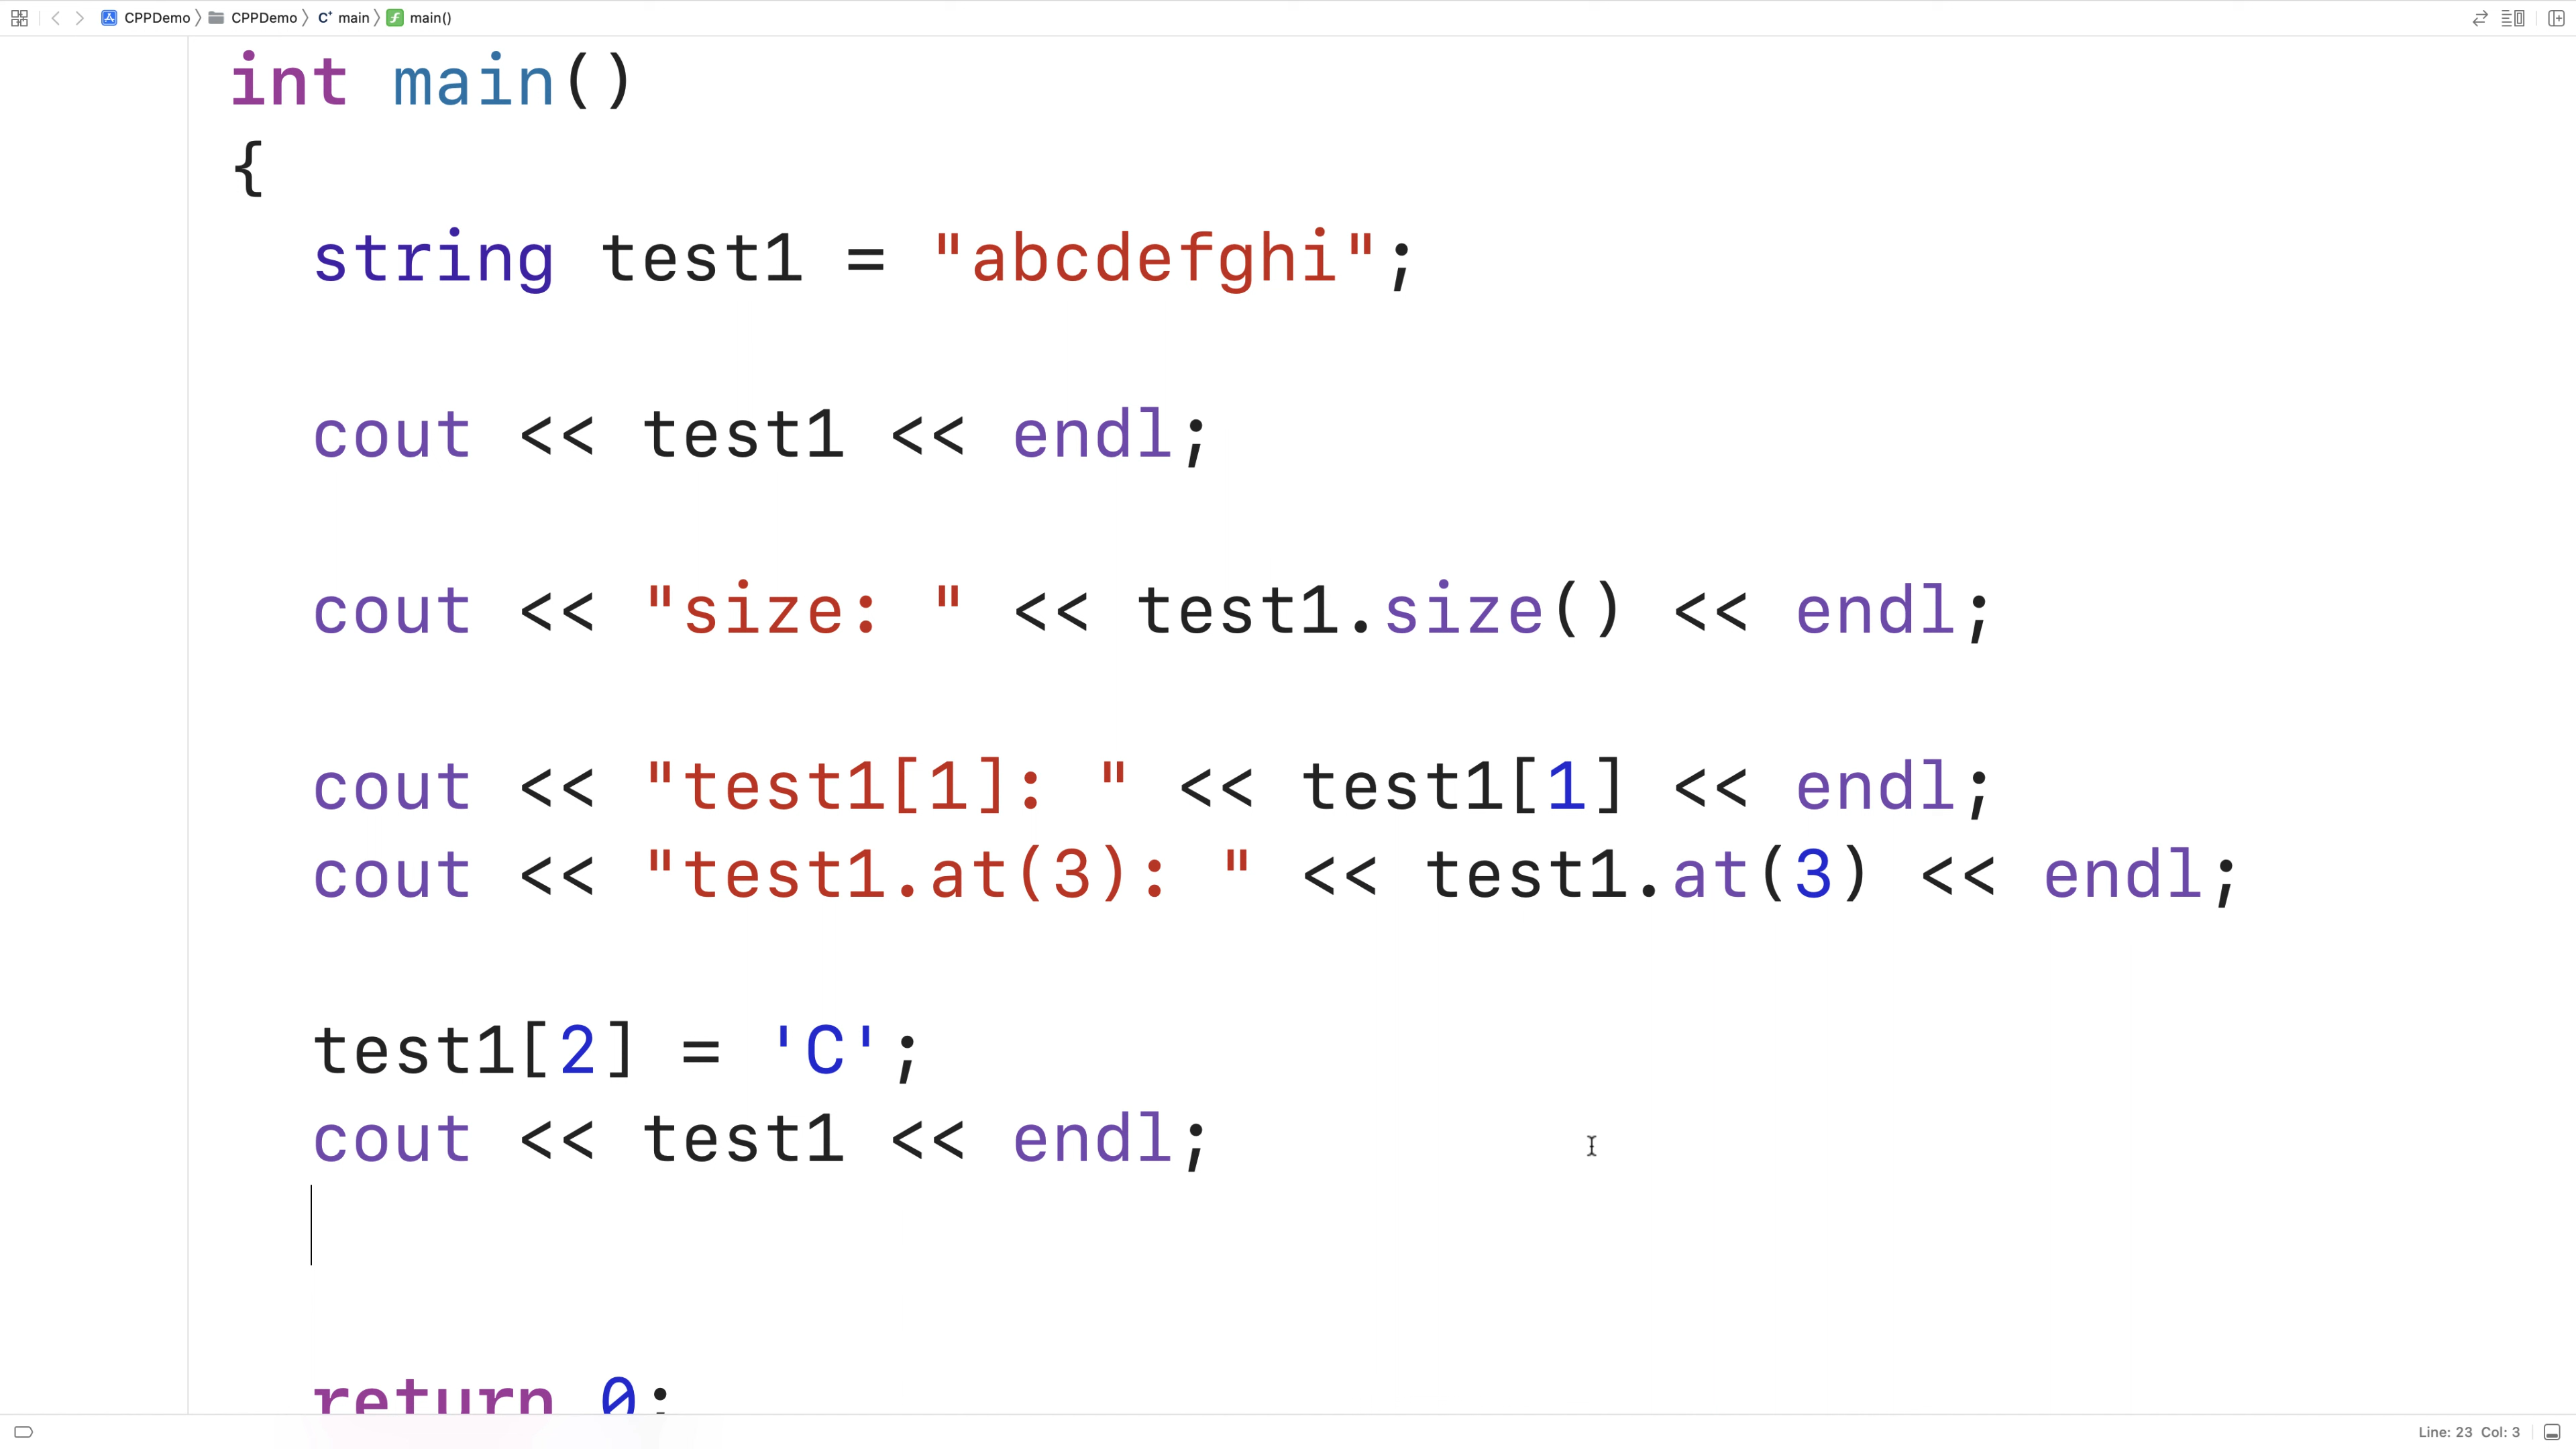 CPPDemo CPPDemo C+ main f main()
int main()
{
string test1 = "abcdefghi";
cout << test1 << endl;
cout << "size: " << test1.size() << endl;
cout << "test1[1]: " << test1[1] << endl;
cout << "test1.at(3): " << test1.at(3) << endl;
test1[2] = 'C';
cout << test1 << endl;
return 0;
Line: 23 Col: 3